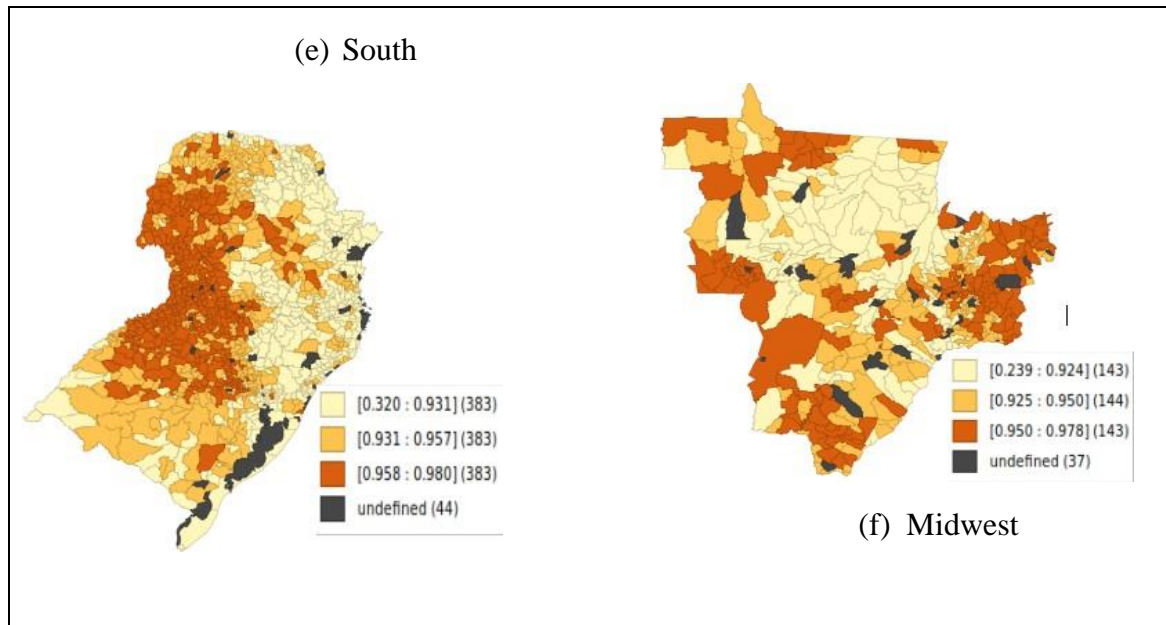 (e) South
[0.320 : 0.931] (383)
[0.931 : 0.957] (383)
[0.958 : 0.980] (383)
undefined (44)
[0.239 : 0.924] (143)
[0.925 : 0.950] (144)
[0.950 : 0.978] (143)
undefined (37)
(f) Midwest